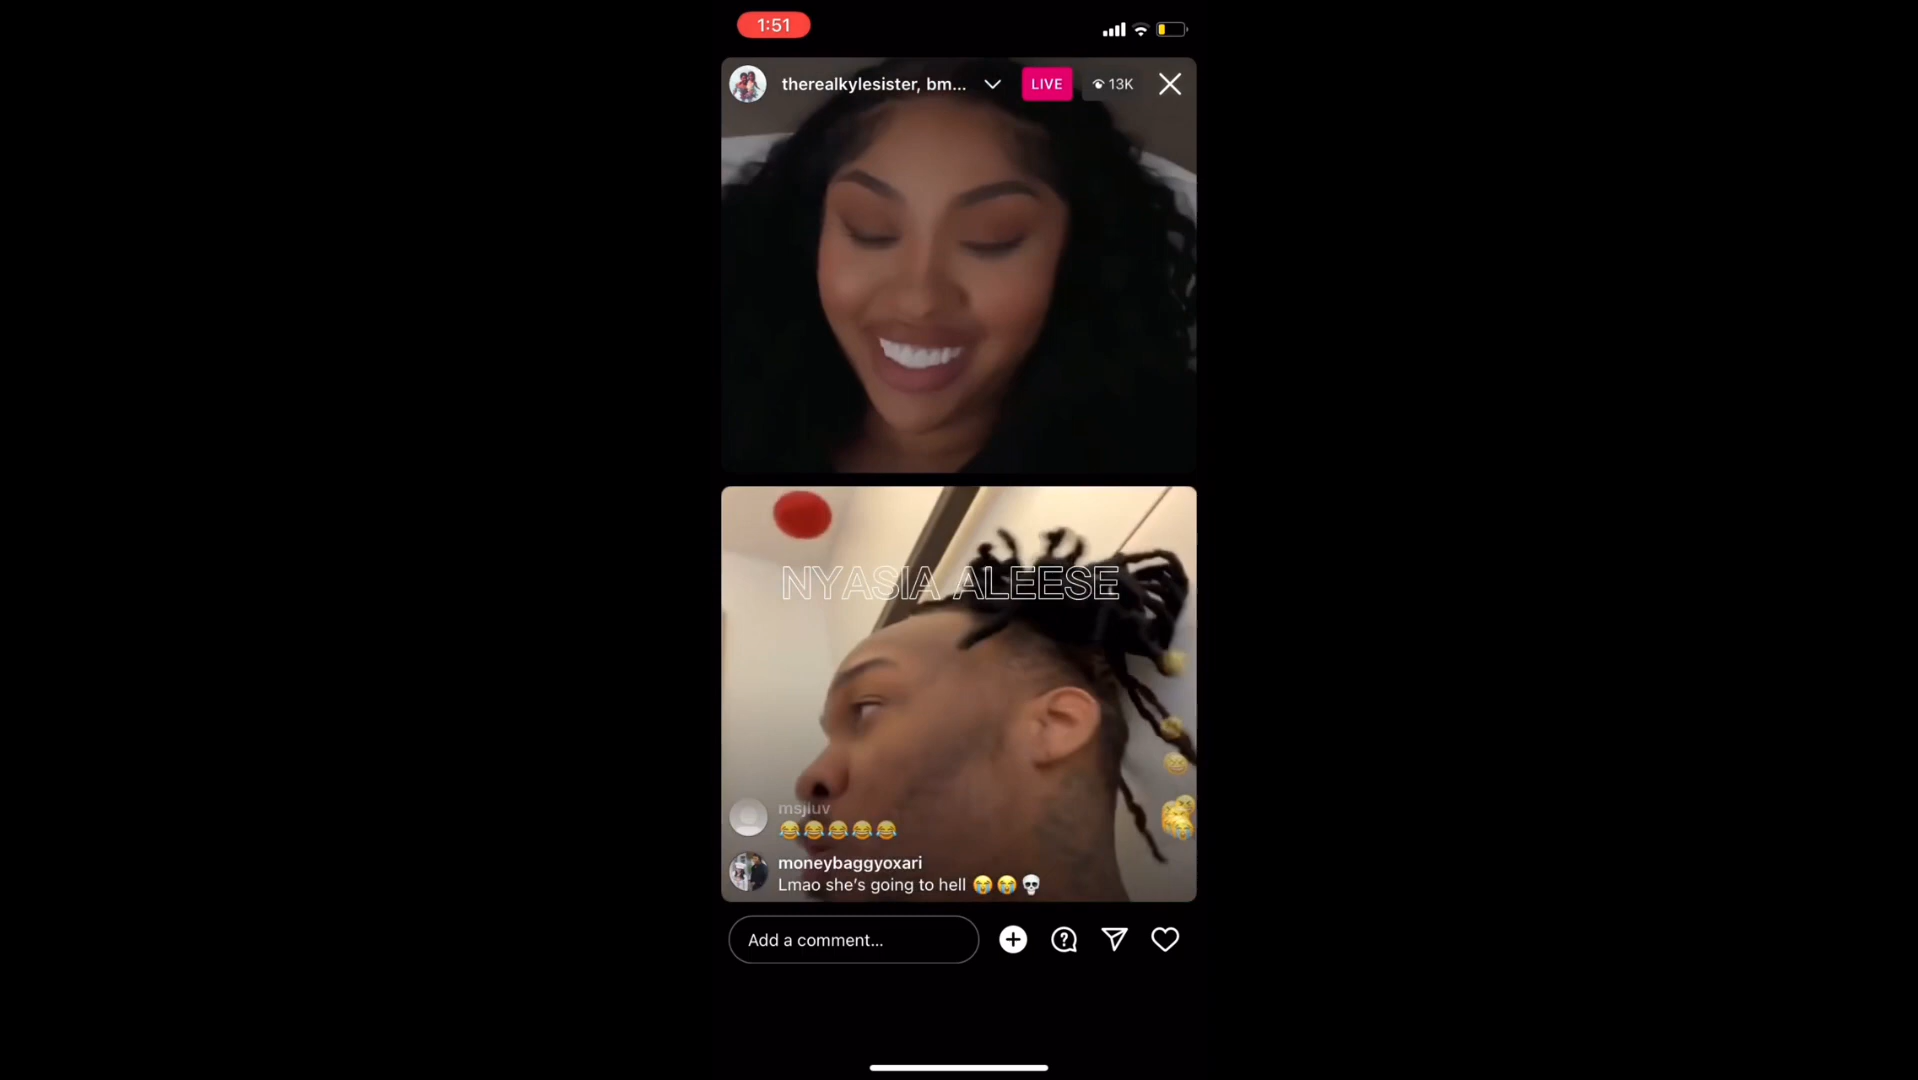 1:51
therealkylesister, bm...
LIVE
13K
NYASIA ALEESE
msjluv
😂😂😂😂😂
moneybaggyoxari
Lmao she's going to hell 😭😭💀
Add a comment...